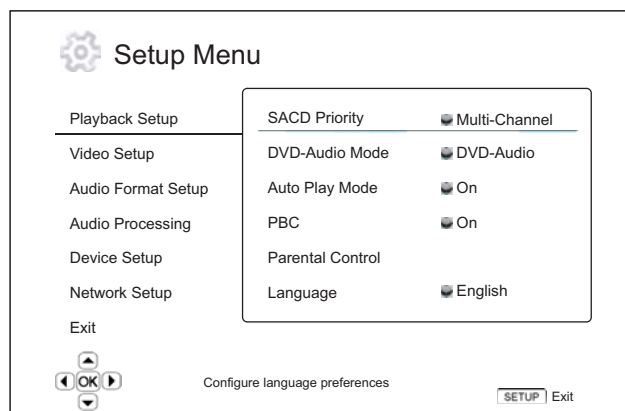 Setup Menu
Playback Setup
Video Setup
Audio Format Setup
Audio Processing
Device Setup
Network Setup
Exit
SACD Priority Multi-Channel
DVD-Audio Mode DVD-Audio
Auto Play Mode On
PBC On
Parental Control
Language English
OK
Configure language preferences
SETUP Exit